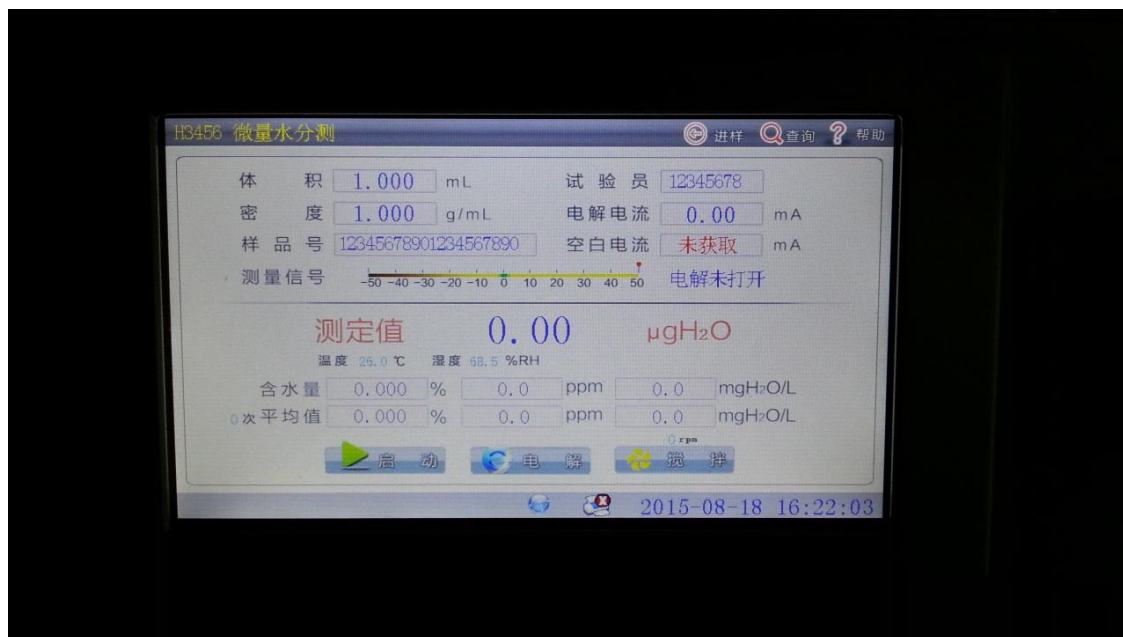 H3456 微量水分测 进样 查询 ? 帮助
体 积 1.000 mL 试 验 员 12345678
密 度 1.000 g/mL 电解电流 0.00 mA
样 品 号 12345678901234567890 空白电流 未获取 mA
测量信号 -50 -40 -30 -20 -10 0 10 20 30 40 50 电解未打开
测定值 0.00 μgH₂O
温度 26.0 ℃ 湿度 68.5 %RH
含水量 0.000 % 0.0 ppm 0.0 mgH₂O/L
0次平均值 0.000 % 0.0 ppm 0.0 mgH₂O/L
0 rpm
启 动 电 解 搅 拌
2015-08-18 16:22:03